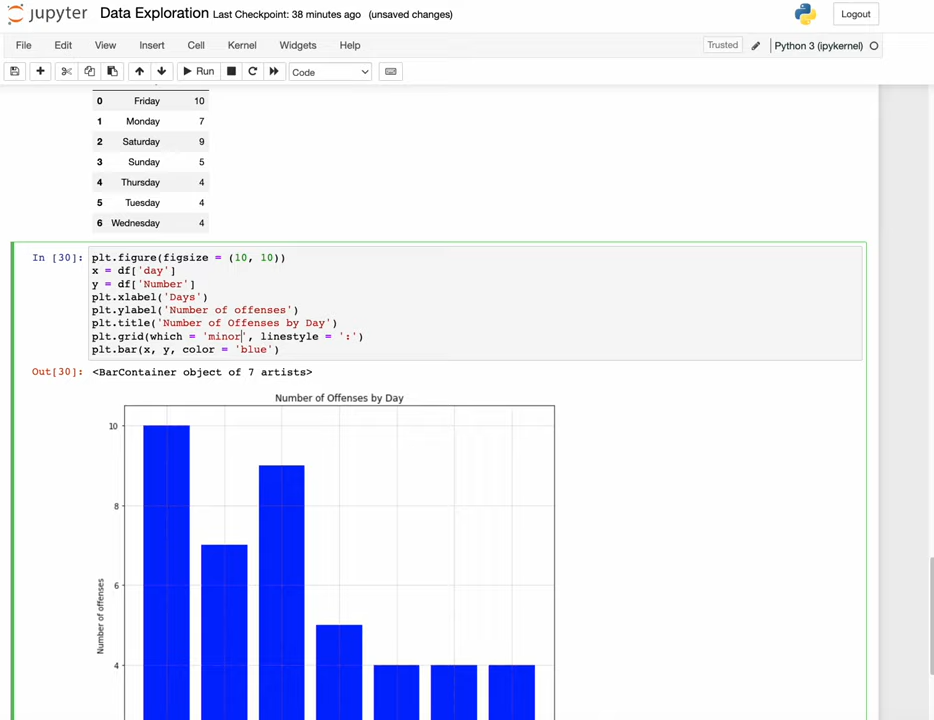 jupyter Data Exploration Last Checkpoint: 38 minutes ago (unsaved changes) Logout
File Edit View Insert Cell Kernel Widgets Help Trusted Python 3 (ipykernel)
Run Code
0 Friday 10
1 Monday 7
2 Saturday 9
3 Sunday 5
4 Thursday 4
5 Tuesday 4
6 Wednesday 4
In [30]: plt.figure(figsize = (10, 10))
x = df['day']
y = df['Number']
plt.xlabel('Days')
plt.ylabel('Number of offenses')
plt.title('Number of Offenses by Day')
plt.grid(which = 'minor', linestyle = ':')
plt.bar(x, y, color = 'blue')
Out[30]: <BarContainer object of 7 artists>
Number of Offenses by Day
10
8
6
4
Number of offenses